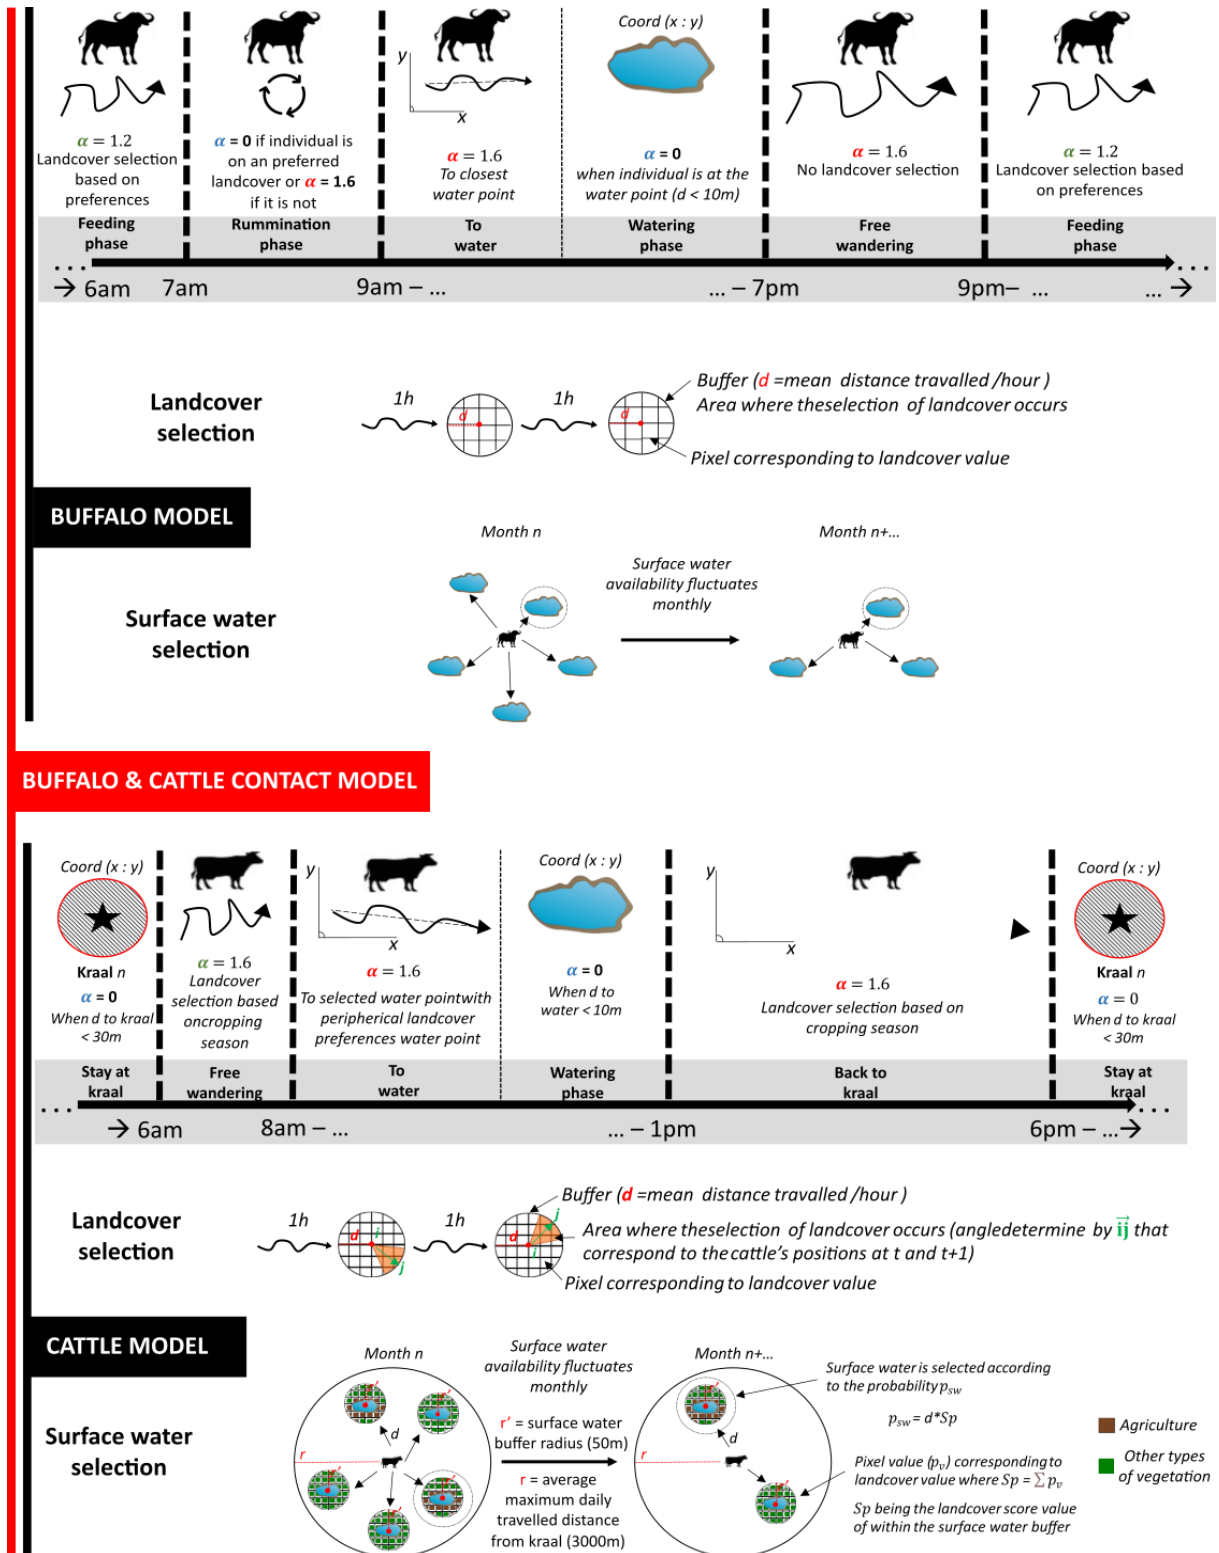 Coord (x : y)
y
x
α = 1.2
Landcover selection
based on
preferences
α = 0 if individual is
on an preferred
landcover or α = 1.6
if it is not
α = 1.6
To closest
water point
α = 0
when individual is at the
water point (d < 10m)
α = 1.6
No landcover selection
α = 1.2
Landcover selection based
on preferences
Feeding
phase
Rummination
phase
To
water
Watering
phase
Free
wandering
Feeding
phase
. . .
. . .
→ 6am
7am
9am – ...
... – 7pm
9pm– ...
... →
Landcover
selection
1h
d
1h
d
Buffer (d =mean distance travalled /hour )
Area where theselection of landcover occurs
Pixel corresponding to landcover value
BUFFALO MODEL
Month n
Month n+...
Surface water
availability fluctuates
monthly
Surface water
selection
BUFFALO & CATTLE CONTACT MODEL
Coord (x : y)
Kraal n
α = 0
When d to kraal
< 30m
α = 1.6
Landcover
selection based
oncropping
season
y
x
α = 1.6
To selected water pointwith
peripherical landcover
preferences water point
Coord (x : y)
α = 0
When d to
water < 10m
y
x
α = 1.6
Landcover selection based on
cropping season
Coord (x : y)
Kraal n
α = 0
When d to kraal
< 30m
Stay at
kraal
Free
wandering
To
water
Watering
phase
Back to
kraal
Stay at
kraal
. . .
. . .
→ 6am
8am – ...
... – 1pm
6pm – ...→
Landcover
selection
1h
d
i
j
1h
d
i
j
Buffer (d =mean distance travalled /hour )
Area where theselection of landcover occurs (angledetermine by ij that
correspond to the cattle's positions at t and t+1)
Pixel corresponding to landcover value
CATTLE MODEL
Surface water
selection
Month n
r'
r'
d
r
r'
r'
r'
Surface water
availability fluctuates
monthly
r' = surface water
buffer radius (50m)
r = average
maximum daily
travelled distance
from kraal (3000m)
Month n+...
r'
d
r
r'
Surface water is selected according
to the probability psw
psw = d*Sp
Pixel value (pv) corresponding to
landcover value where Sp = ∑ pv
Sp being the landcover score value
of within the surface water buffer
Agriculture
Other types
of vegetation